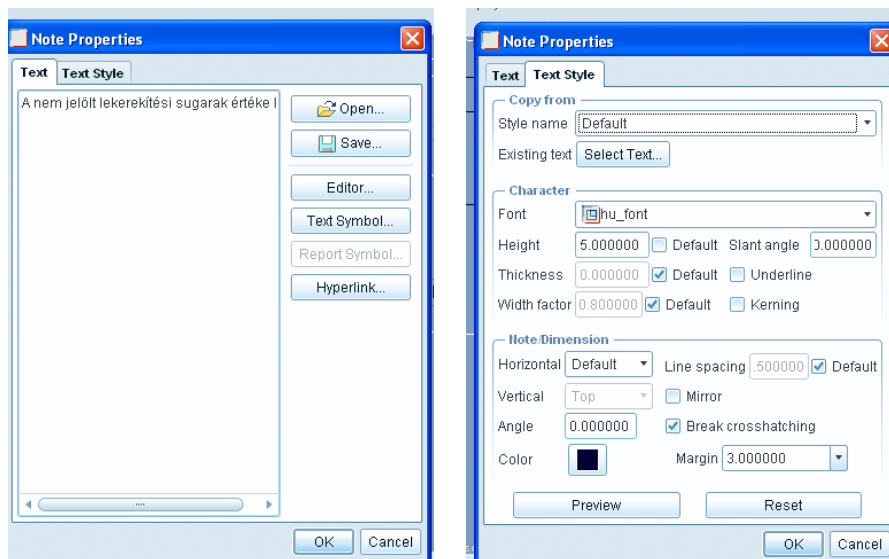 Note Properties
Text
Text Style
A nem jelölt lekerekítési sugarak értéke
Open...
Save...
Editor...
Text Symbol...
Report Symbol...
Hyperlink...
OK
Cancel
Note Properties
Text
Text Style
Copy from
Style name
Default
Existing text
Select Text...
Character
Font
hu_font
Height
5.000000
Default
Slant angle
0.000000
Thickness
0.000000
Default
Underline
Width factor
0.800000
Default
Kerning
Note/Dimension
Horizontal
Default
Line spacing
.500000
Default
Vertical
Top
Mirror
Angle
0.000000
Break crosshatching
Color
Margin
3.000000
Preview
Reset
OK
Cancel